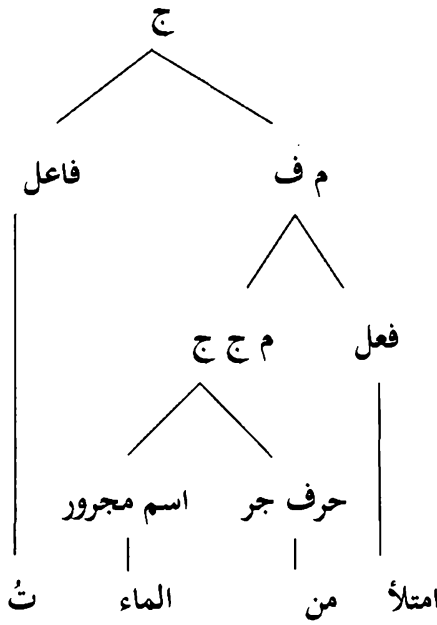 ج
م ف فاعل
فعل م ج ج
حرف جر اسم مجرور
امتلأ من الماء تُ